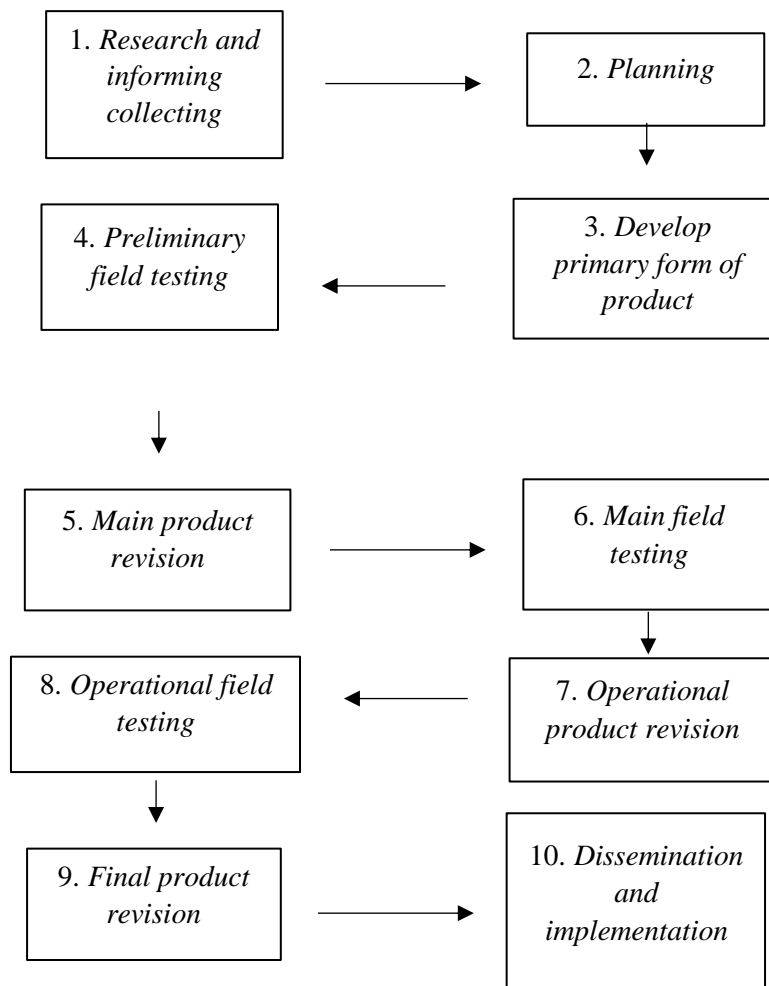 1. Research and
informing
collecting
2. Planning
3. Develop
primary form of
product
4. Preliminary
field testing
5. Main product
revision
6. Main field
testing
7. Operational
product revision
8. Operational field
testing
9. Final product
revision
10. Dissemination
and
implementation